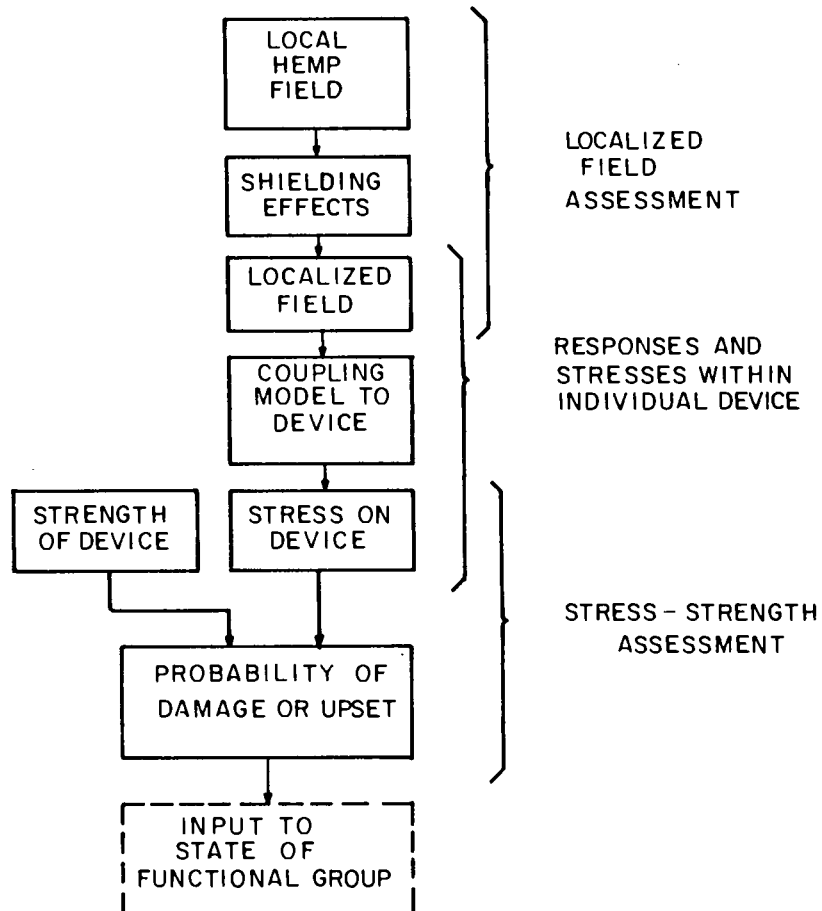 LOCAL
HEMP
FIELD
SHIELDING
EFFECTS
LOCALIZED
FIELD
COUPLING
MODEL TO
DEVICE
STRENGTH
OF DEVICE
STRESS ON
DEVICE
PROBABILITY OF
DAMAGE OR UPSET
INPUT TO
STATE OF
FUNCTIONAL GROUP
LOCALIZED
FIELD
ASSESSMENT
RESPONSES AND
STRESSES WITHIN
INDIVIDUAL DEVICE
STRESS - STRENGTH
ASSESSMENT